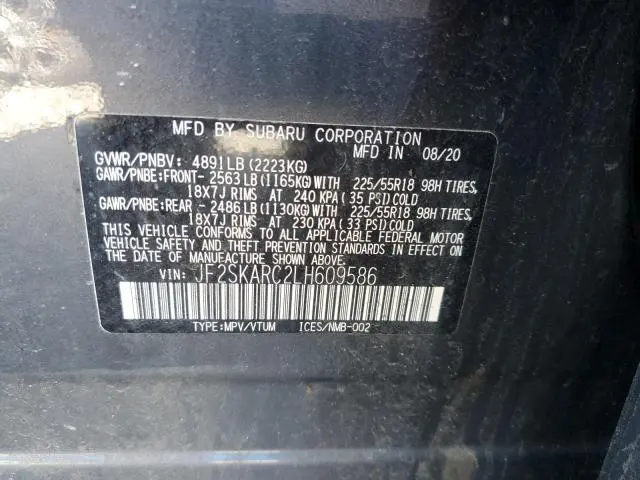 MFD BY SUBARU CORPORATION
GVWR/PNBV: 4891LB (2223KG) MFD IN 08/20
GAWR/PNBE:FRONT- 2563 LB (1165KG) WITH 225/55R18 98H TIRES,
18X7J RIMS AT 240 KPA ( 35 PSI) COLD
GAWR/PNBE:REAR - 2486LB (1130KG) WITH 225/55R18 98H TIRES,
18X7J RIMS AT 230 KPA ( 33 PSI) COLD
THIS VEHICLE CONFORMS TO ALL APPLICABLE FEDERAL MOTOR
VEHICLE SAFETY AND THEFT PREVENTION STANDARDS IN EFFECT ON
THE DATE OF MANUFACTURE SHOWN ABOVE.
VIN: JF2SKARC2LH609586
TYPE:MPV/VTUM ICES/NMB-002